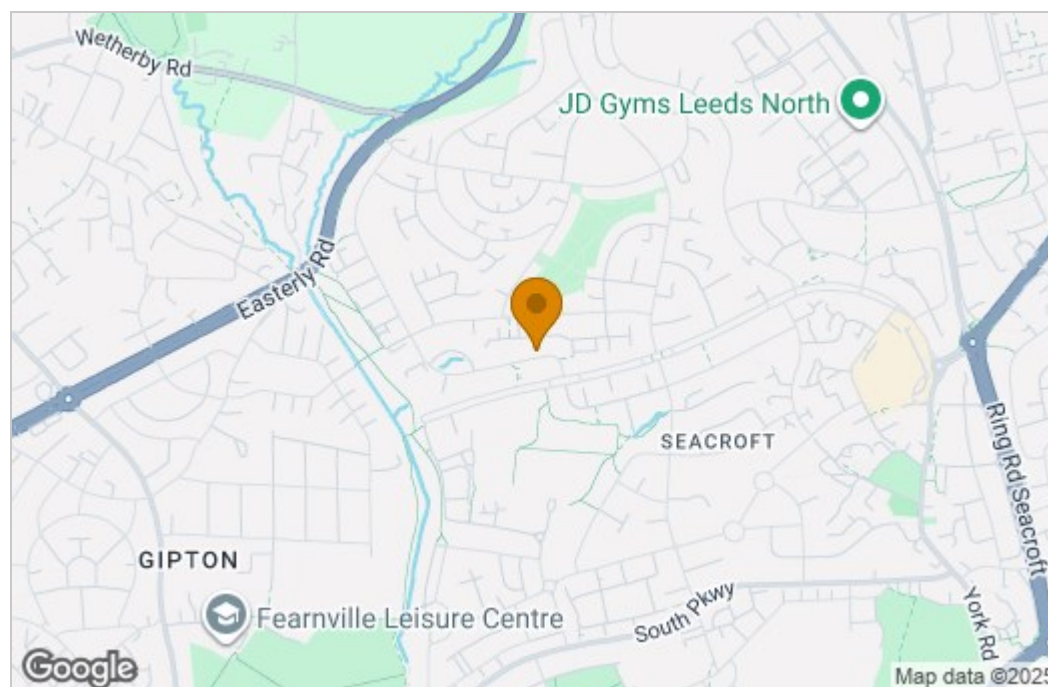 Wetherby Rd
JD Gyms Leeds North
Easterly Rd
SEACROFT
Ring Rd Seacroft
GIPTON
Fearnville Leisure Centre
South Pkwy
York Rd
Google
Map data ©2025